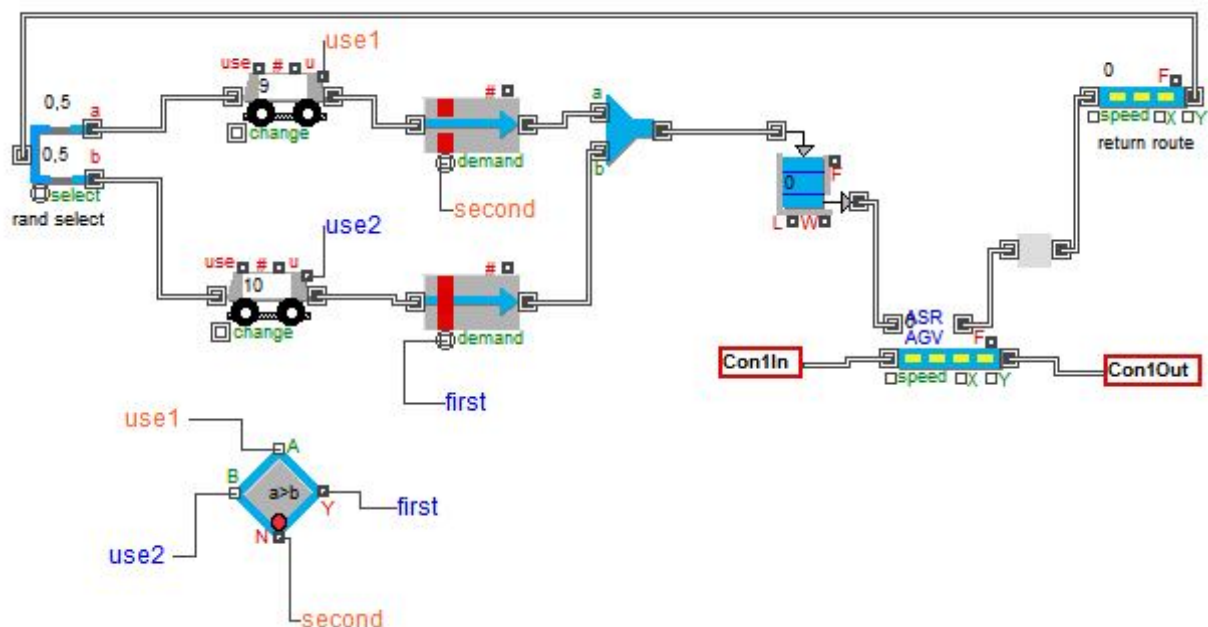 use1
use # u
9
change
0,5
a
0,5
b
select
rand select
#
demand
second
a
b
0
F
L W
0
F
speed X Y
return route
use2
use # u
10
change
#
demand
first
ASR
AGV
F
speed X Y
Con1In
Con1Out
use1
A
B
a>b
Y
first
use2
N
second